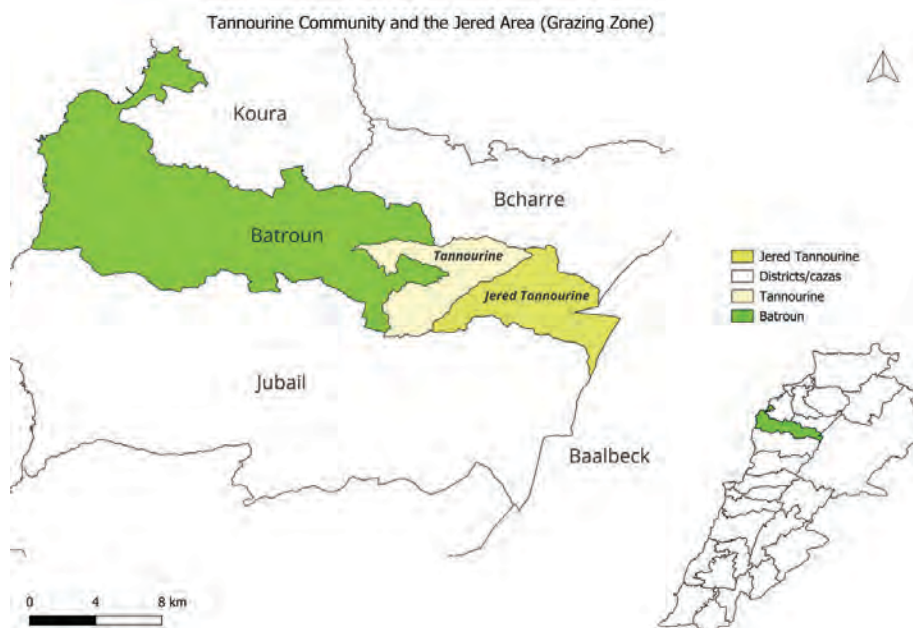 Tannourine Community and the Jered Area (Grazing Zone)
Koura
Bcharre
Batroun
Tannourine
Jered Tannourine
Jubail
Baalbeck
Jered Tannourine
Districts/cazas
Tannourine
Batroun
0 4 8 km